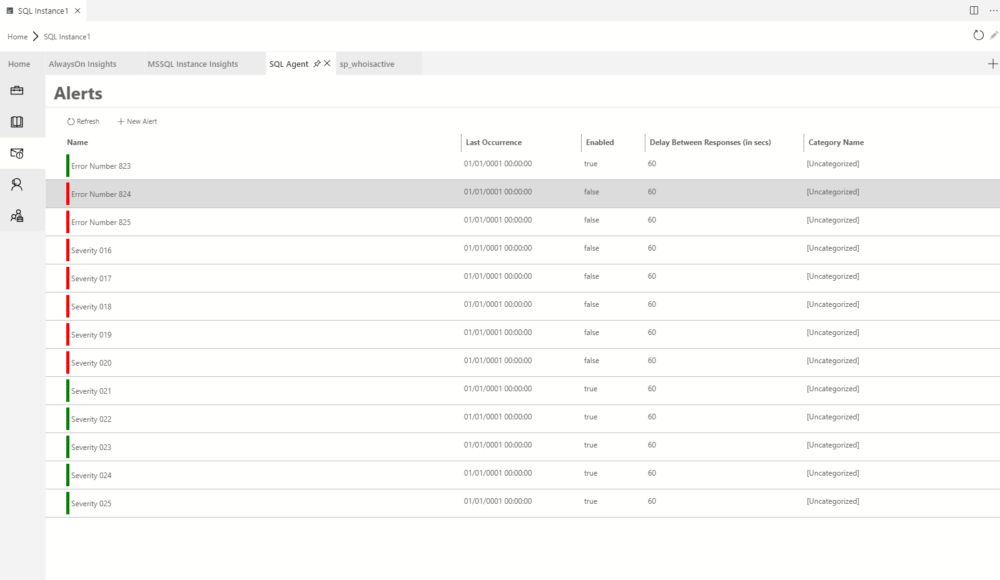 SQL Instance1
Home SQL Instance1
Home AlwaysOn Insights MSSQL Instance Insights SQL Agent sp_whoisactive
Alerts
Refresh New Alert
Name Last Occurrence Enabled Delay Between Responses (in secs) Category Name
Error Number 823 01/01/0001 00:00:00 true 60 [Uncategorized]
Error Number 824 01/01/0001 00:00:00 false 60 [Uncategorized]
Error Number 825 01/01/0001 00:00:00 false 60 [Uncategorized]
Severity 016 01/01/0001 00:00:00 false 60 [Uncategorized]
Severity 017 01/01/0001 00:00:00 false 60 [Uncategorized]
Severity 018 01/01/0001 00:00:00 false 60 [Uncategorized]
Severity 019 01/01/0001 00:00:00 false 60 [Uncategorized]
Severity 020 01/01/0001 00:00:00 false 60 [Uncategorized]
Severity 021 01/01/0001 00:00:00 true 60 [Uncategorized]
Severity 022 01/01/0001 00:00:00 true 60 [Uncategorized]
Severity 023 01/01/0001 00:00:00 true 60 [Uncategorized]
Severity 024 01/01/0001 00:00:00 true 60 [Uncategorized]
Severity 025 01/01/0001 00:00:00 true 60 [Uncategorized]